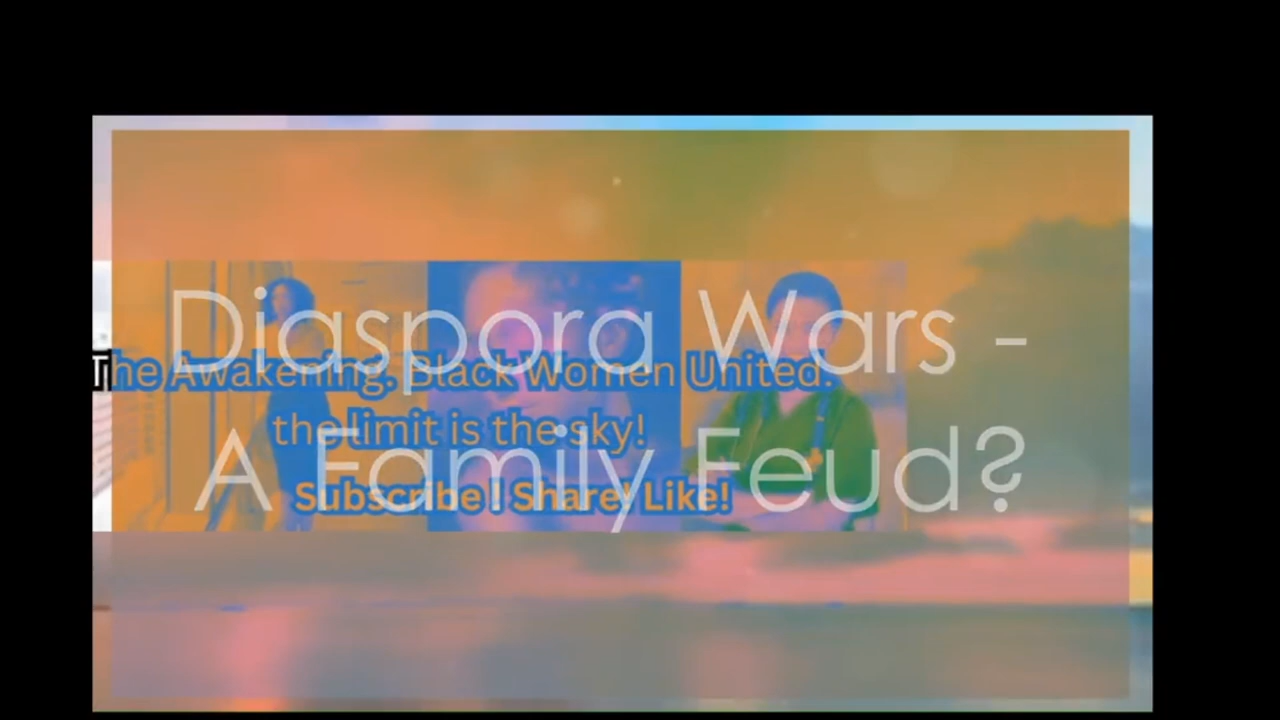 Diaspora Wars -
The Awakening. Black Women United.
the limit is the sky!
A Family Feud?
Subscribe! Share! Like!